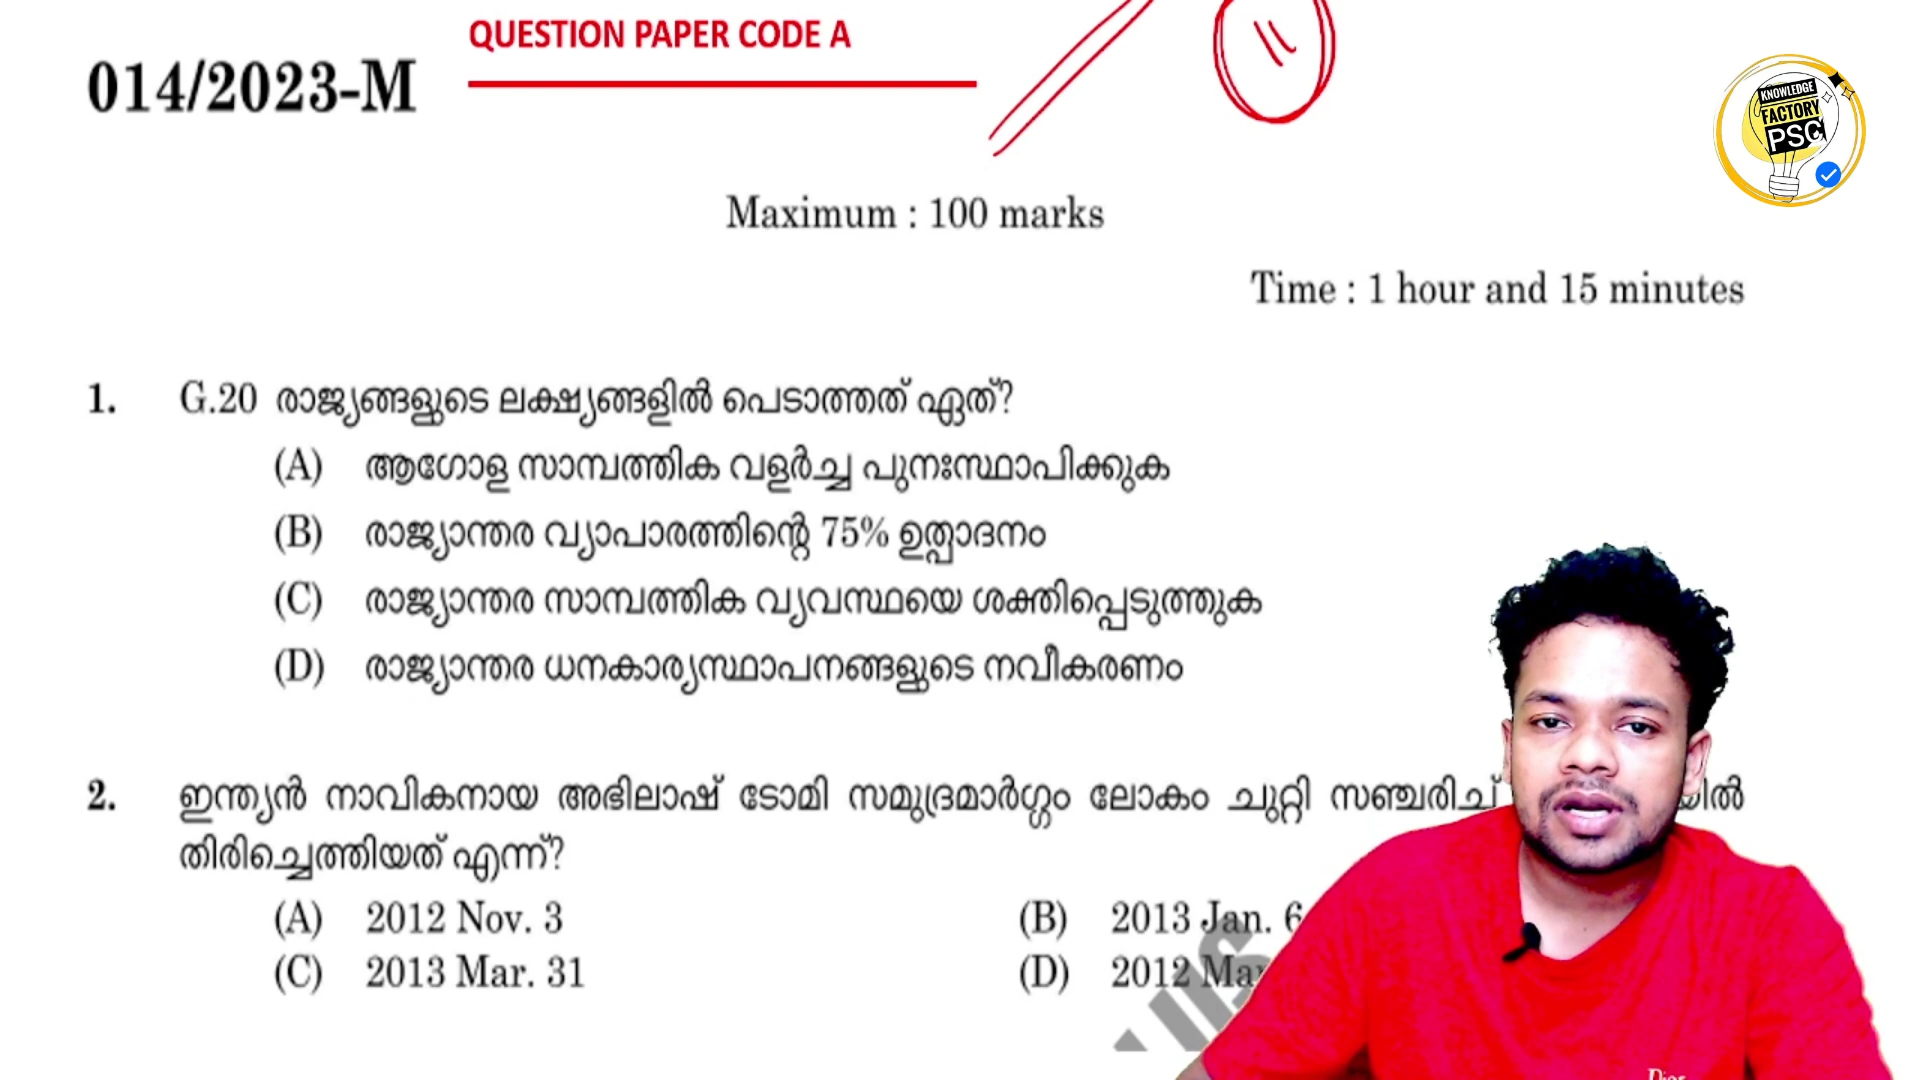 QUESTION PAPER CODE A
11
014/2023-M
KNOWLEDGE
FACTORY
PSC
Maximum : 100 marks
Time : 1 hour and 15 minutes
1. G.20 രാജ്യങ്ങളുടെ ലക്ഷ്യങ്ങളിൽ പെടാത്തത് ഏത്?
(A) ആഗോള സാമ്പത്തിക വളർച്ച പുനഃസ്ഥാപിക്കുക
(B) രാജ്യാന്തര വ്യാപാരത്തിന്റെ 75% ഉത്പാദനം
(C) രാജ്യാന്തര സാമ്പത്തിക വ്യവസ്ഥയെ ശക്തിപ്പെടുത്തുക
(D) രാജ്യാന്തര ധനകാര്യസ്ഥാപനങ്ങളുടെ നവീകരണം
2. ഇന്ത്യൻ നാവികനായ അഭിലാഷ് ടോമി സമുദ്രമാർഗ്ഗം ലോകം ചുറ്റി സഞ്ചരിച്ച്
തിരിച്ചെത്തിയത് എന്ന്?
(A) 2012 Nov. 3 (B) 2013 Jan. 6
(C) 2013 Mar. 31 (D) 2012